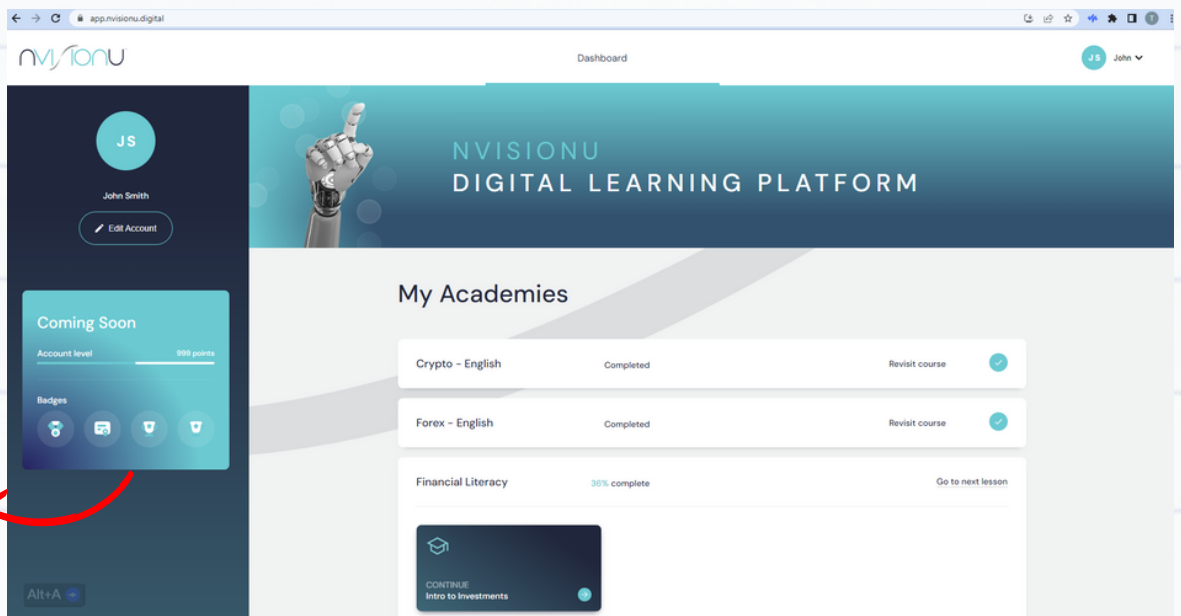 app.nvisionu.digital
T
nvisionu
Dashboard
JS
John
JS
John Smith
Edit Account
NVISIONU
DIGITAL LEARNING PLATFORM
My Academies
Coming Soon
Account level 999 points
Badges
Crypto - English Completed Revisit course
Forex - English Completed Revisit course
Financial Literacy 36% complete Go to next lesson
CONTINUE
Intro to Investments
Alt+A